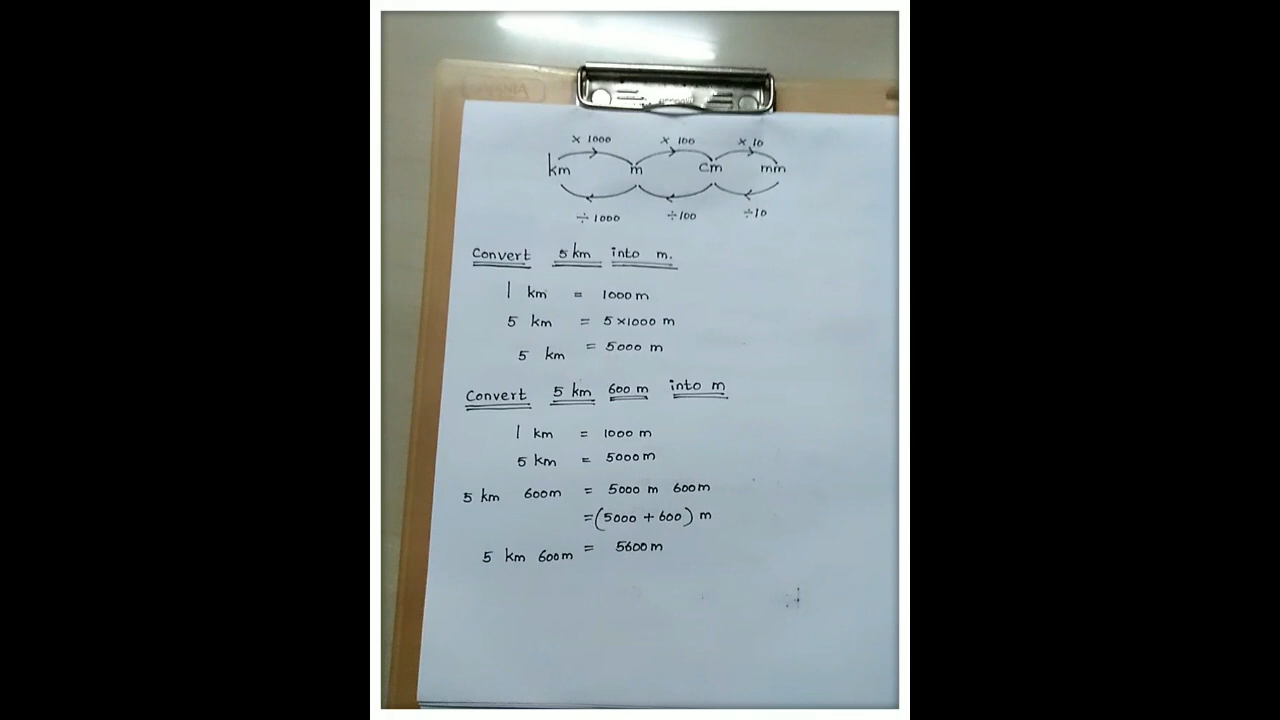 × 1000 × 100 × 10
km m cm mm
÷ 1000 ÷100 ÷10
Convert 5 km into m.
1 km = 1000 m
5 km = 5×1000 m
5 km = 5000 m
Convert 5 km 600 m into m
1 km = 1000 m
5 km = 5000 m
5 km 600m = 5000 m 600m
=(5000 + 600) m
5 km 600m = 5600 m